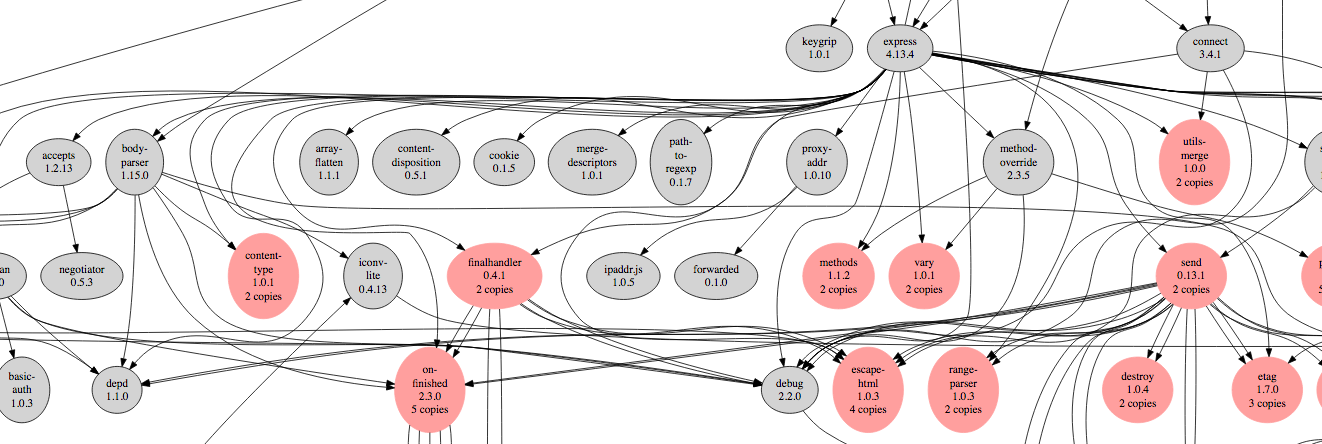 keygrip
1.0.1
express
4.13.4
connect
3.4.1
accepts
1.2.13
body-
parser
1.15.0
array-
flatten
1.1.1
content-
disposition
0.5.1
cookie
0.1.5
merge-
descriptors
1.0.1
path-
to-
regexp
0.1.7
proxy-
addr
1.0.10
method-
override
2.3.5
utils-
merge
1.0.0
2 copies
s
an
0
negotiator
0.5.3
content-
type
1.0.1
2 copies
iconv-
lite
0.4.13
finalhandler
0.4.1
2 copies
ipaddr.js
1.0.5
forwarded
0.1.0
methods
1.1.2
2 copies
vary
1.0.1
2 copies
send
0.13.1
2 copies
p
5
basic-
auth
1.0.3
depd
1.1.0
on-
finished
2.3.0
5 copies
debug
2.2.0
escape-
html
1.0.3
4 copies
range-
parser
1.0.3
2 copies
destroy
1.0.4
2 copies
etag
1.7.0
3 copies